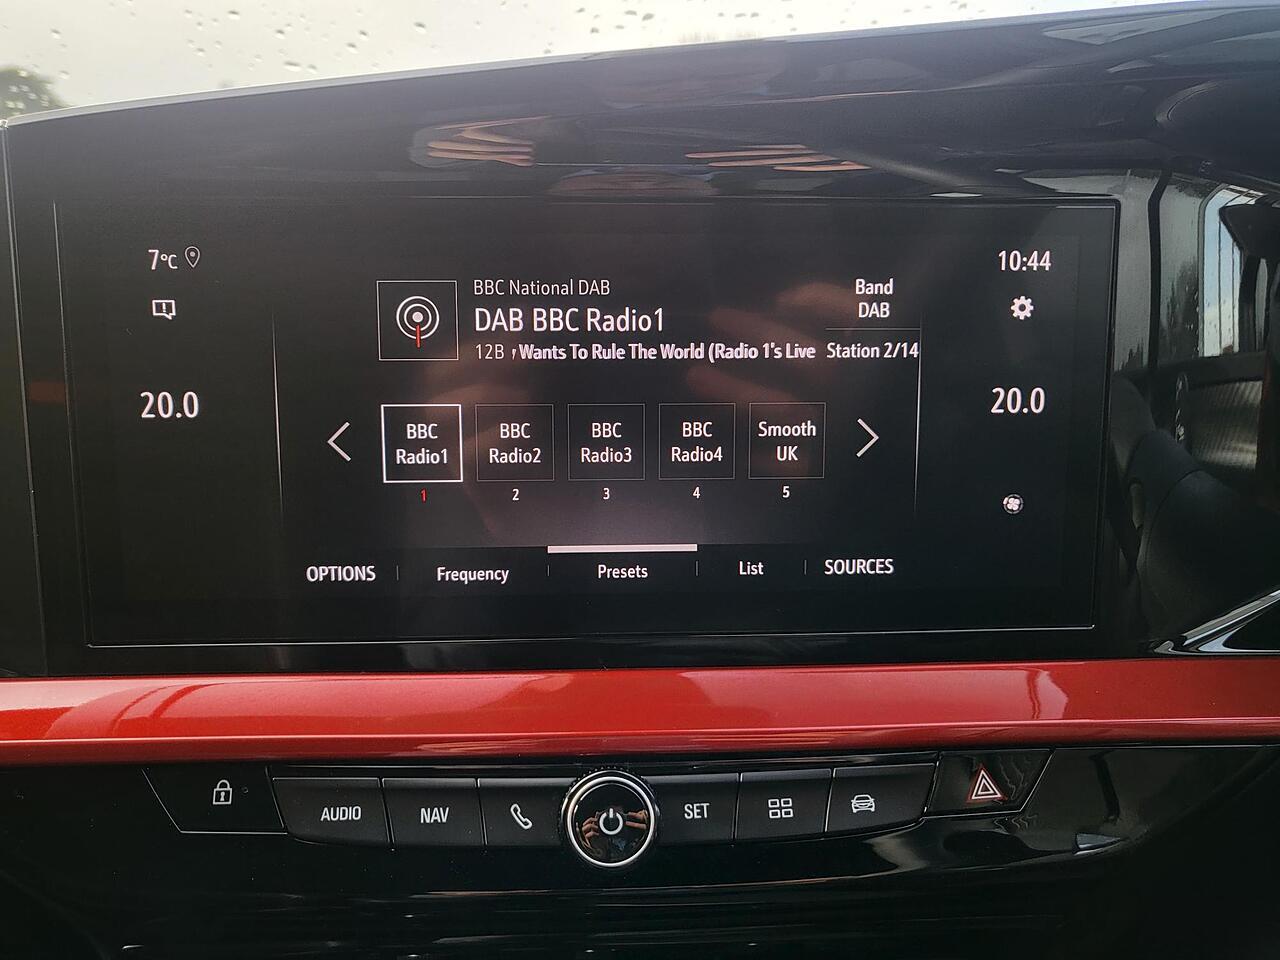 7°C
10:44
BBC National DAB
DAB BBC Radio1
12B Wants To Rule The World (Radio 1's Live
Band
DAB
Station 2/14
20.0
20.0
BBC
Radio1
BBC
Radio2
BBC
Radio3
BBC
Radio4
Smooth
UK
1
2
3
4
5
OPTIONS
Frequency
Presets
List
SOURCES
AUDIO
NAV
SET